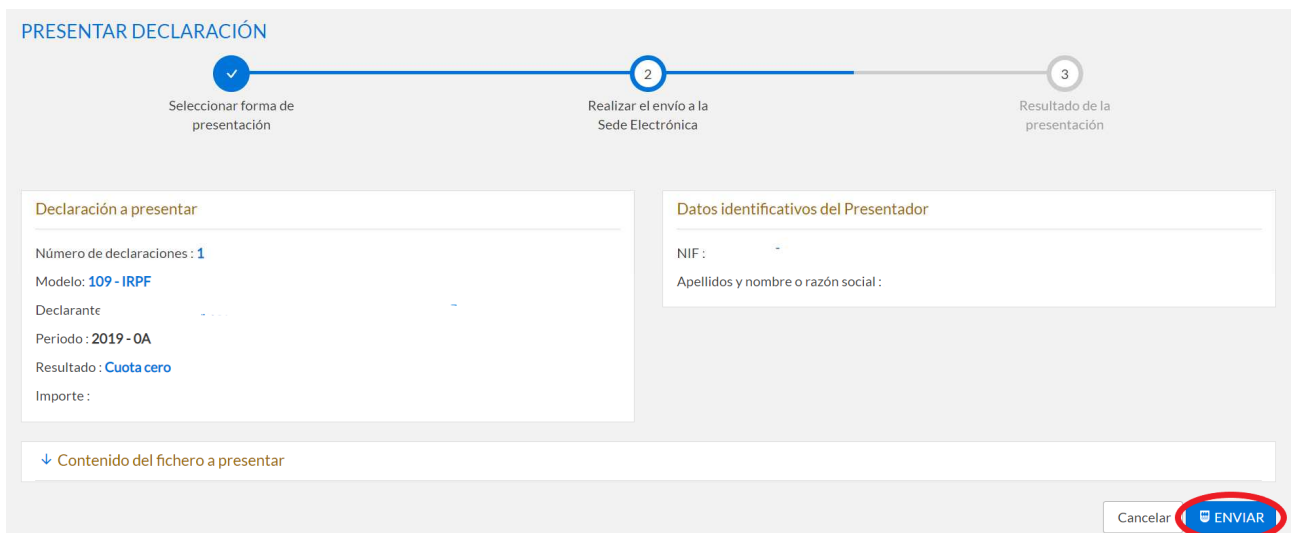 PRESENTAR DECLARACIÓN
2
3
Seleccionar forma de
presentación
Realizar el envío a la
Sede Electrónica
Resultado de la
presentación
Declaración a presentar
Número de declaraciones : 1
Modelo: 109 - IRPF
Declarante
Periodo : 2019 - 0A
Resultado : Cuota cero
Importe :
Datos identificativos del Presentador
NIF :
Apellidos y nombre o razón social :
Contenido del fichero a presentar
Cancelar
ENVIAR